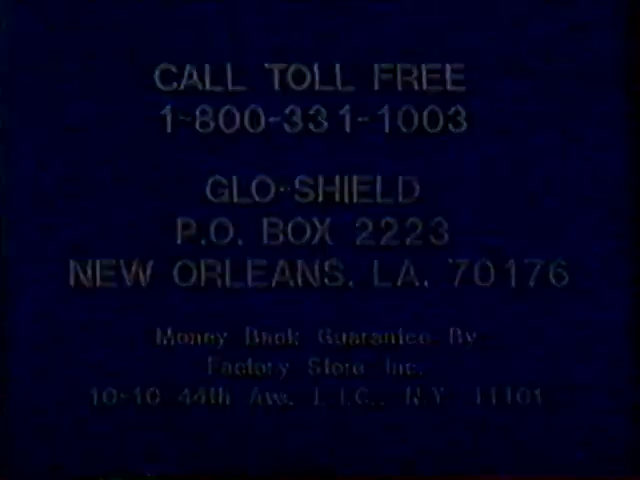 CALL TOLL FREE
1-800-331-1003
GLO-SHIELD
P.O. BOX 2223
NEW ORLEANS, LA. 70176
Money Back Guarantee By
Factory Store Inc.
10-10 44th Ave. L.I.C., N.Y. 11101